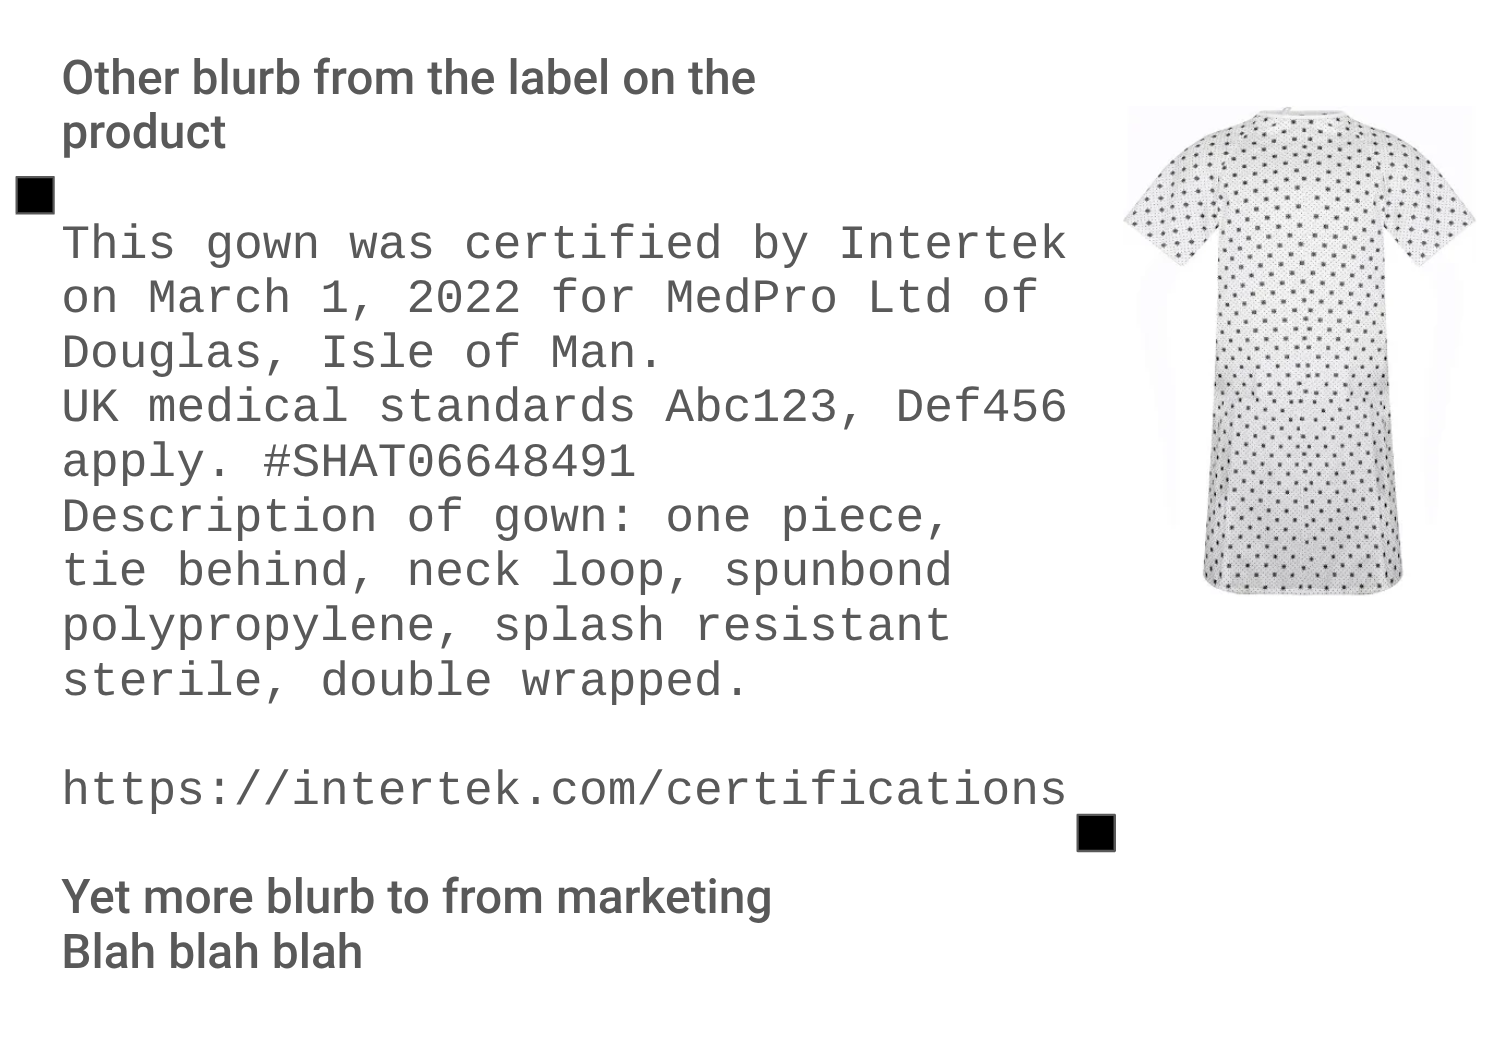 Other blurb from the label on the
product
This gown was certified by Intertek
on March 1, 2022 for MedPro Ltd of
Douglas, Isle of Man.
UK medical standards Abc123, Def456
apply. #SHAT06648491
Description of gown: one piece,
tie behind, neck loop, spunbond
polypropylene, splash resistant
sterile, double wrapped.
https://intertek.com/certifications
Yet more blurb to from marketing
Blah blah blah